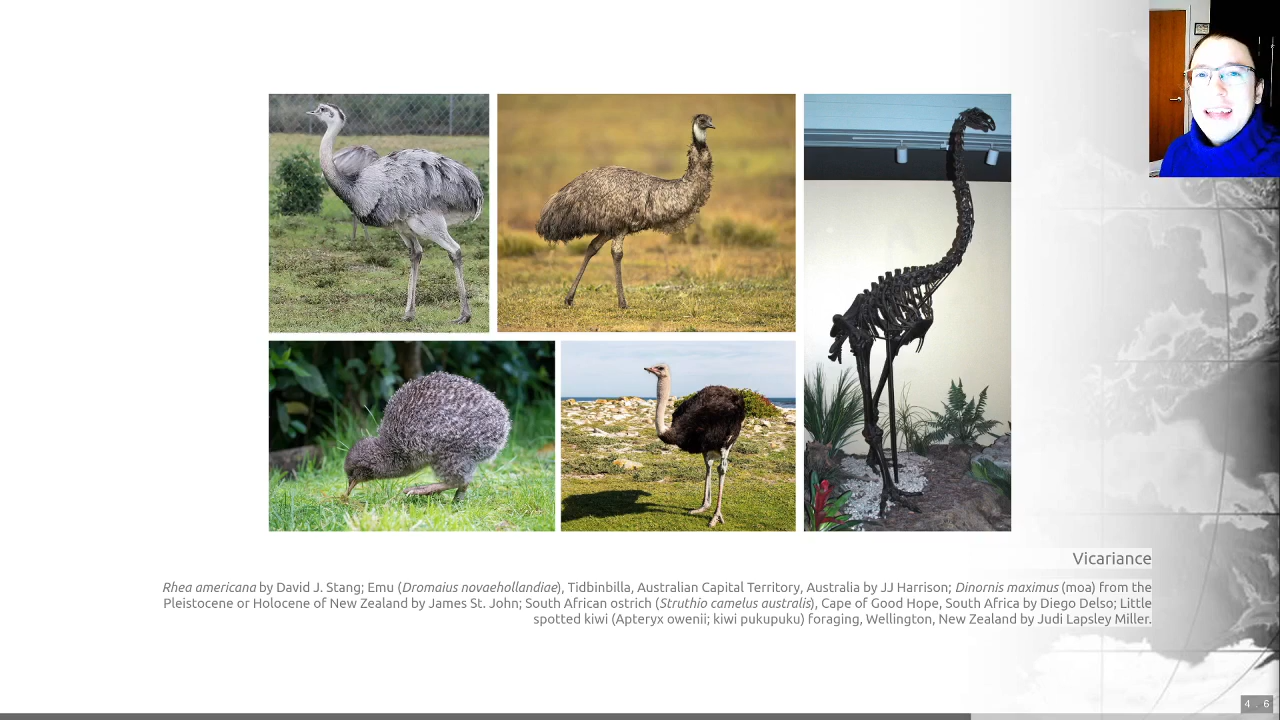 Vicariance
Rhea americana by David J. Stang; Emu (Dromaius novaehollandiae), Tidbinbilla, Australian Capital Territory, Australia by JJ Harrison; Dinornis maximus (moa) from the
Pleistocene or Holocene of New Zealand by James St. John; South African ostrich (Struthio camelus australis), Cape of Good Hope, South Africa by Diego Delso; Little
spotted kiwi (Apteryx owenii; kiwi pukupuku) foraging, Wellington, New Zealand by Judi Lapsley Miller.
4 . 6